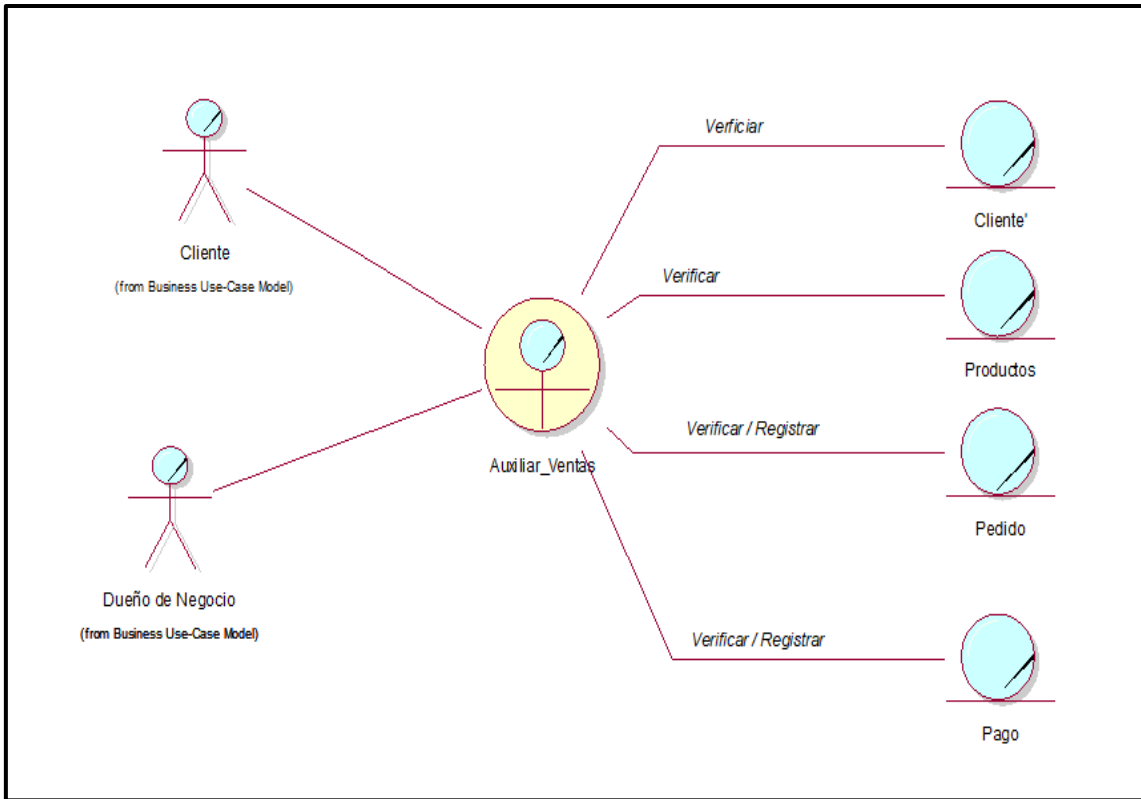 Verficiar
Cliente'
Cliente
(from Business Use-Case Model)
Verificar
Productos
Verificar / Registrar
Auxiliar_Ventas
Pedido
Dueño de Negocio
(from Business Use-Case Model)
Verificar / Registrar
Pago